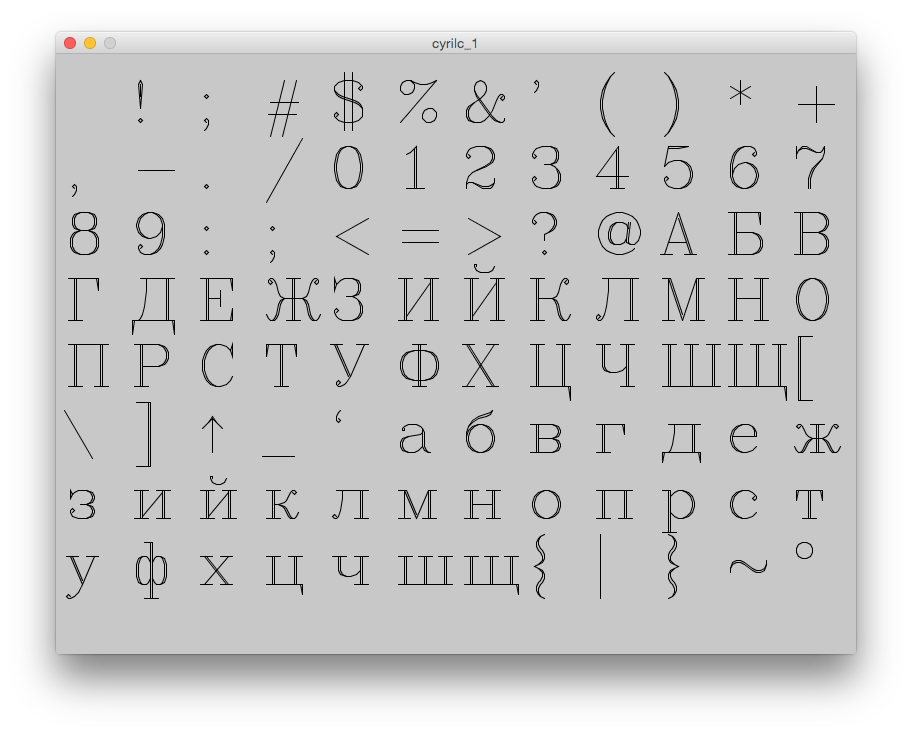 cyrilc_1
! ; # $ % & ’ ( ) * +
, — . / 0 1 2 3 4 5 6 7
8 9 : ; < = > ? @ А Б В
Г Д Е Ж З И Й К Л М Н О
П Р С Т У Ф Х Ц Ч Ш Щ [
\ ] ↑ _ ‘ а б в г д е ж
з и й к л м н о п р с т
у ф х ц ч ш щ { | } ~ °